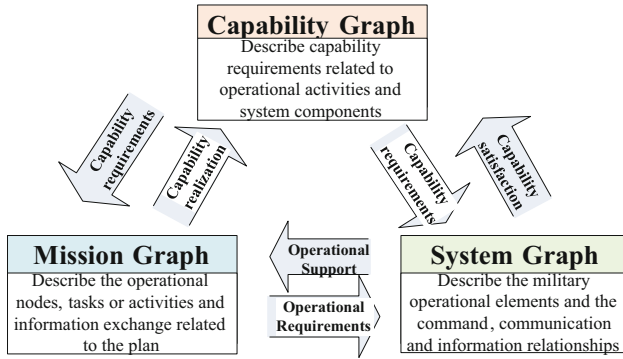 Capability Graph
Describe capability
requirements related to
operational activities and
system components
Capability
requirements
Capability
realization
Capability
requirements
Capability
satisfaction
Mission Graph
Describe the operational
nodes, tasks or activities and
information exchange related
to the plan
Operational
Support
Operational
Requirements
System Graph
Describe the military
operational elements and the
command, communication
and information relationships